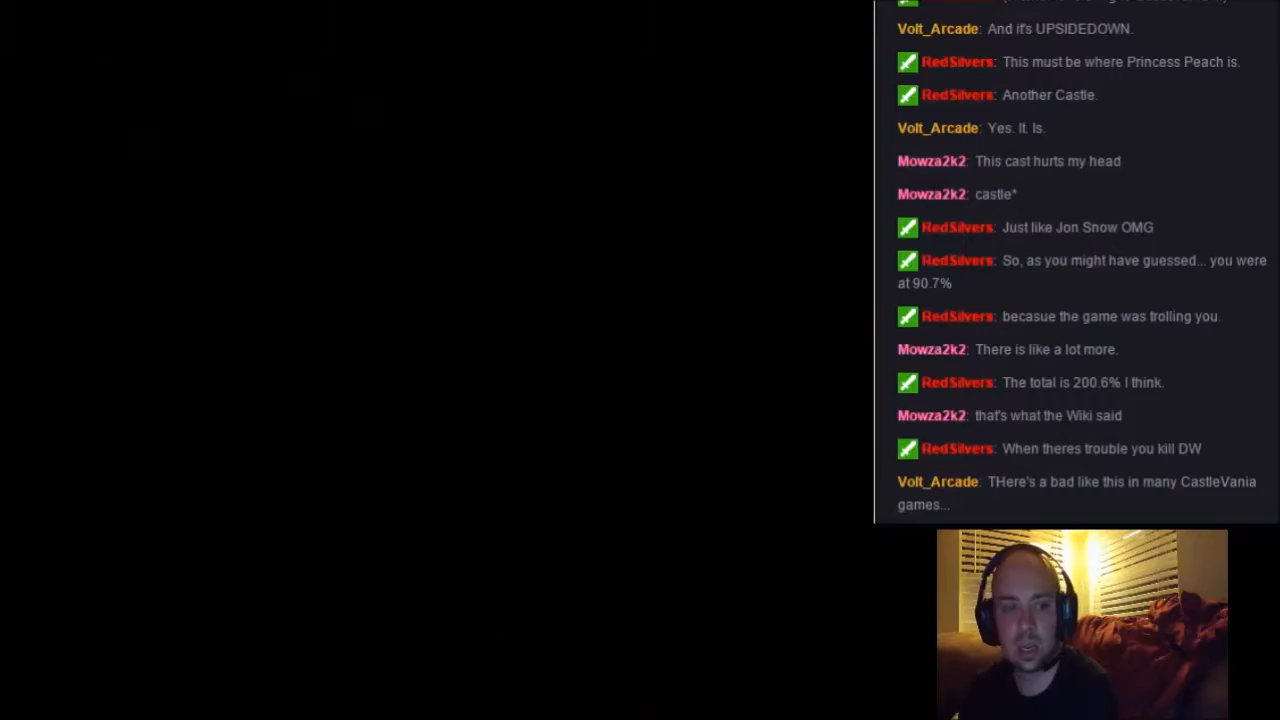 Volt_Arcade: And it's UPSIDEDOWN.
RedSilvers: This must be where Princess Peach is.
RedSilvers: Another Castle.
Volt_Arcade: Yes. It. Is.
Mowza2k2: This cast hurts my head
Mowza2k2: castle*
RedSilvers: Just like Jon Snow OMG
RedSilvers: So, as you might have guessed... you were
at 90.7%
RedSilvers: becasue the game was trolling you.
Mowza2k2: There is like a lot more.
RedSilvers: The total is 200.6% I think.
Mowza2k2: that's what the Wiki said
RedSilvers: When theres trouble you kill DW
Volt_Arcade: THere's a bad like this in many CastleVania
games...